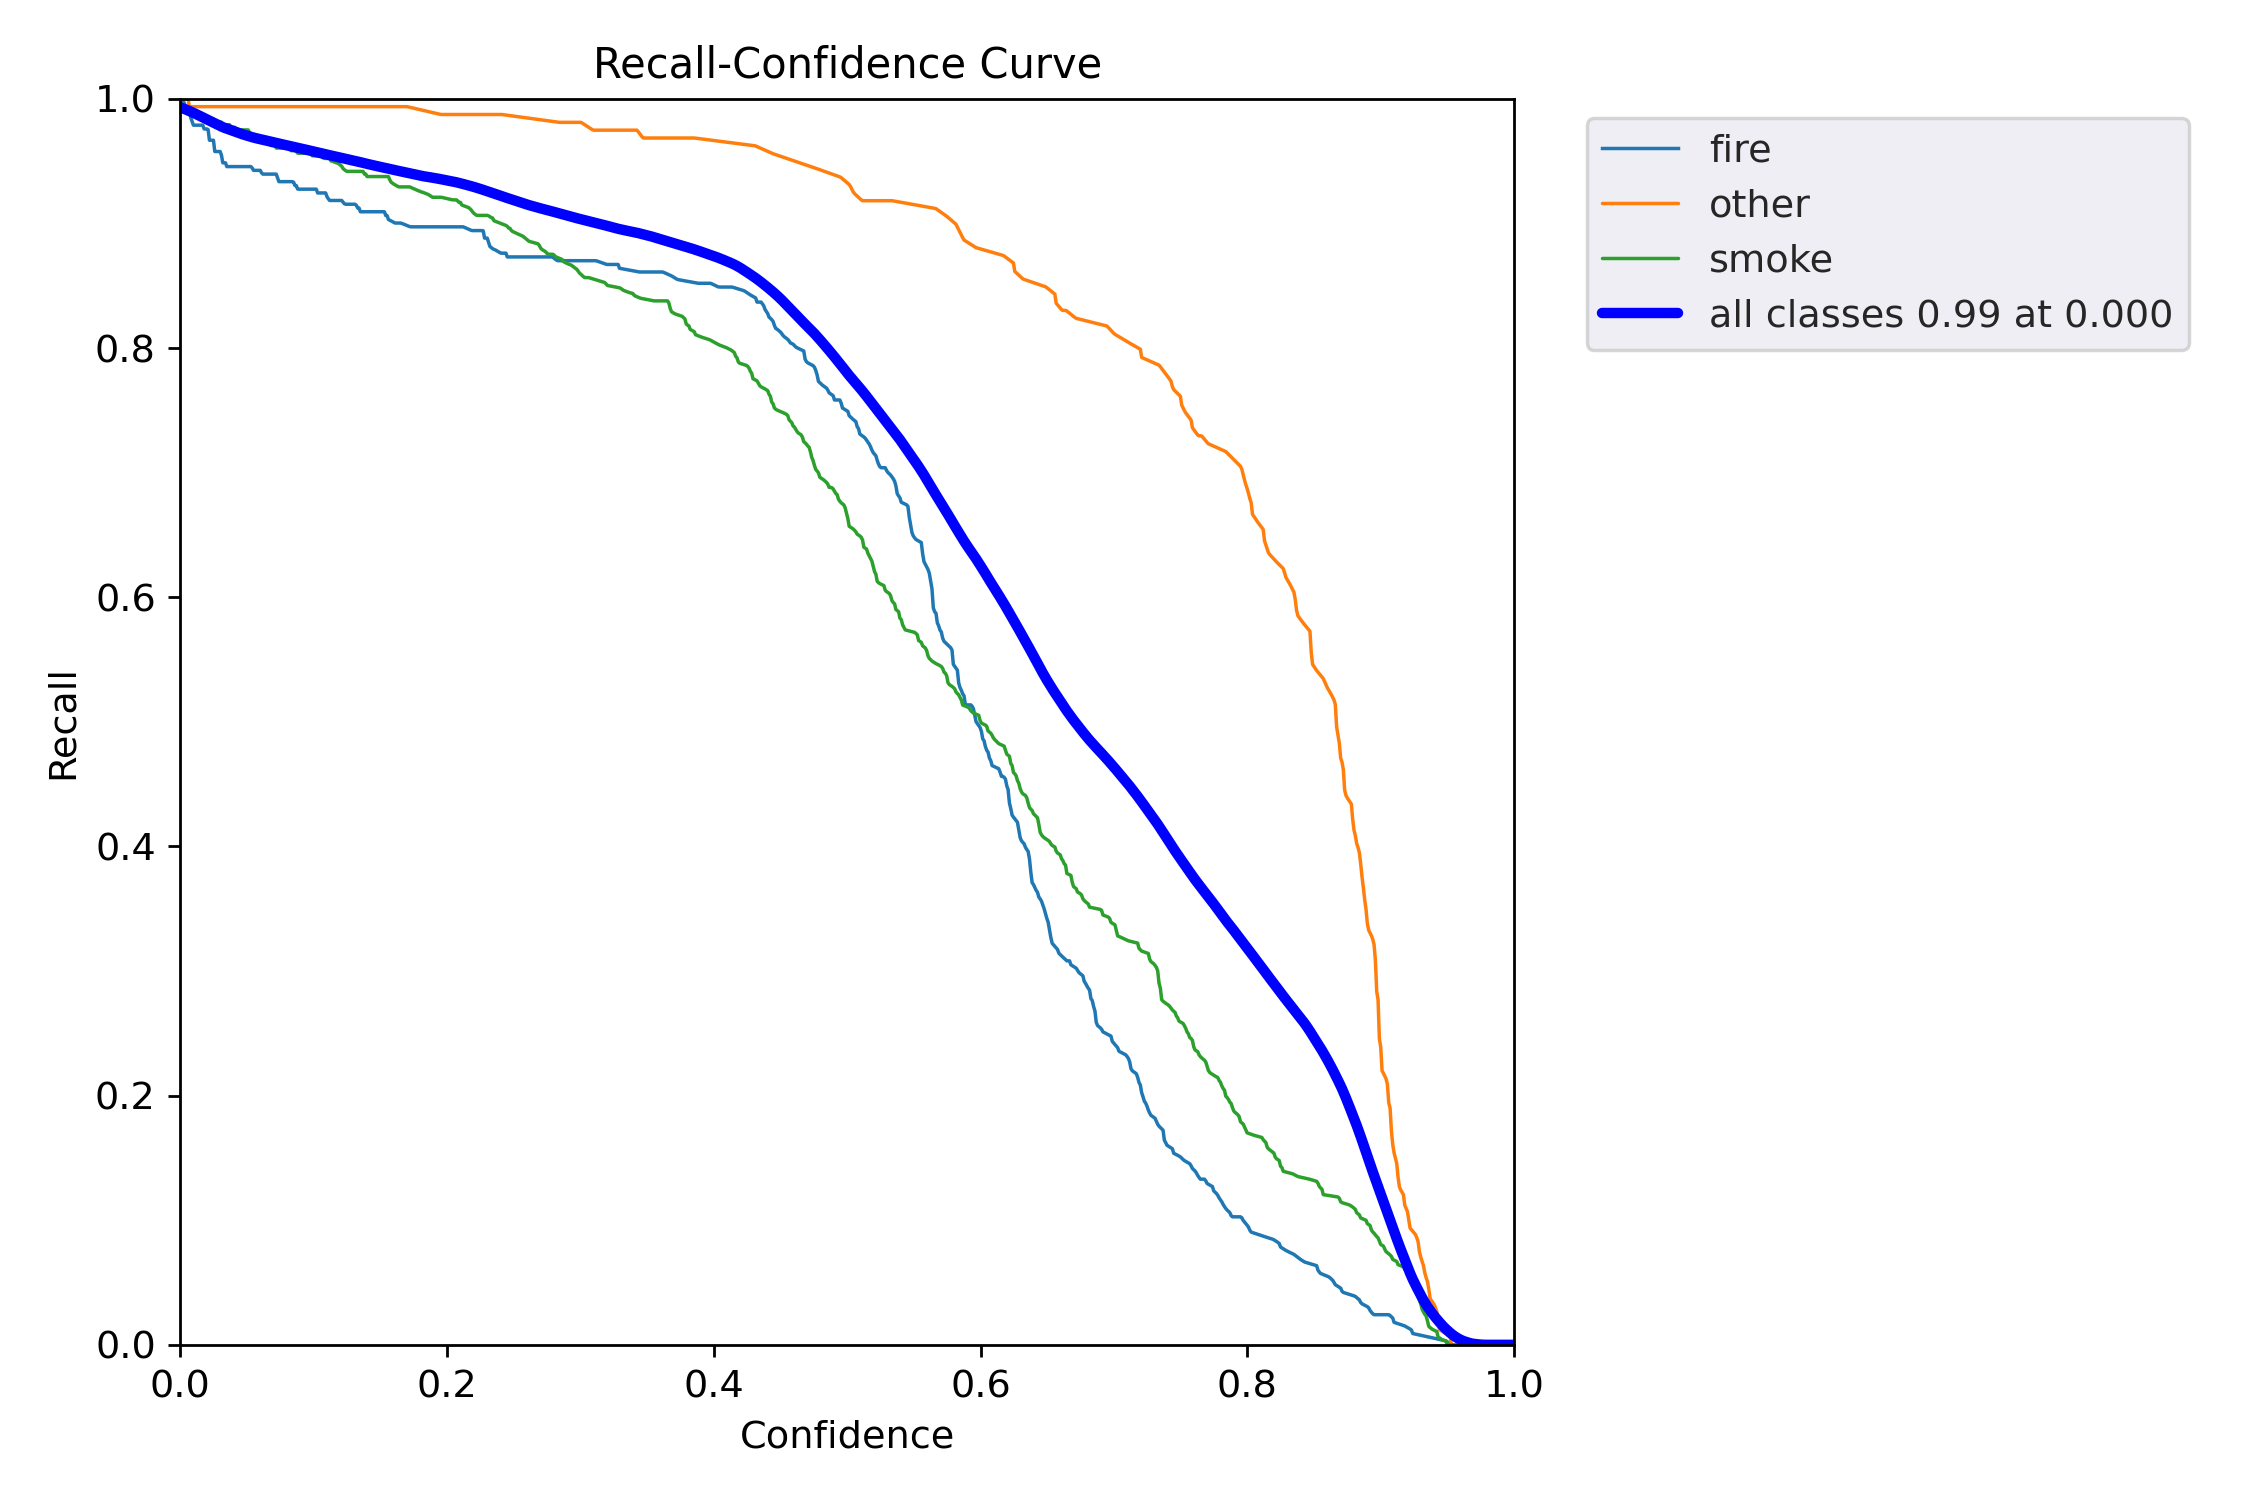 Recall-Confidence Curve
1.0
0.8
0.6
0.4
0.2
0.0
Recall
0.0 0.2 0.4 0.6 0.8 1.0
Confidence
fire
other
smoke
all classes 0.99 at 0.000